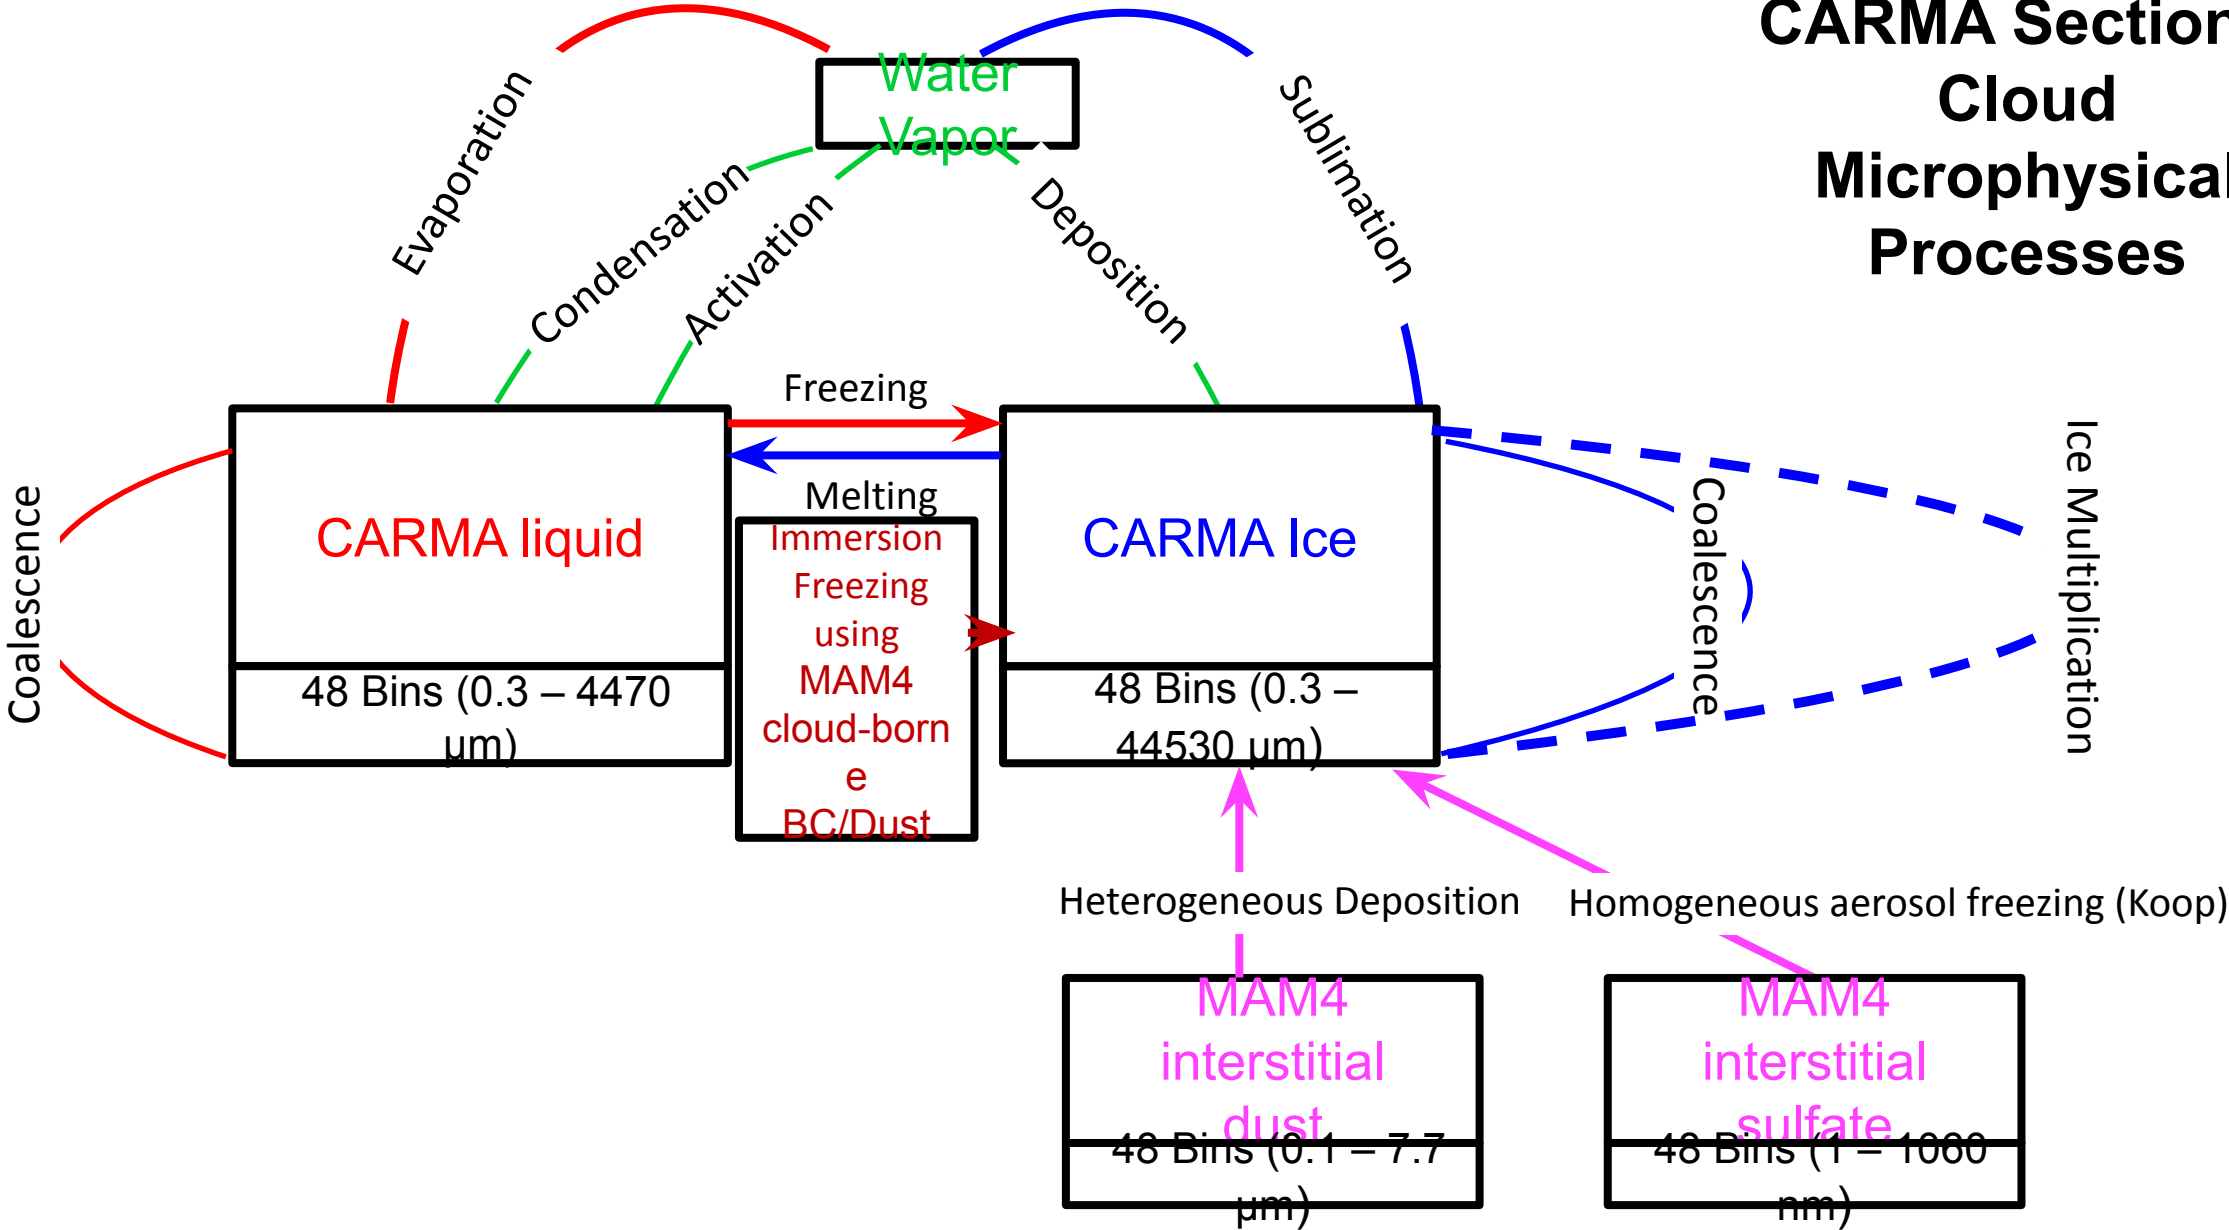 CARMA Section
Cloud
Microphysical
Processes
Water
Vapor
Evaporation
Condensation
Activation
Deposition
Sublimation
Freezing
Melting
Coalescence
CARMA liquid
48 Bins (0.3 – 4470
µm)
Immersion
Freezing
using
MAM4
cloud-born
e
BC/Dust
CARMA Ice
48 Bins (0.3 –
44530 µm)
Coalescence
Ice Multiplication
Heterogeneous Deposition
Homogeneous aerosol freezing (Koop)
MAM4
interstitial
dust
48 Bins (0.1 – 7.7
µm)
MAM4
interstitial
sulfate
48 Bins (1 – 1060
nm)